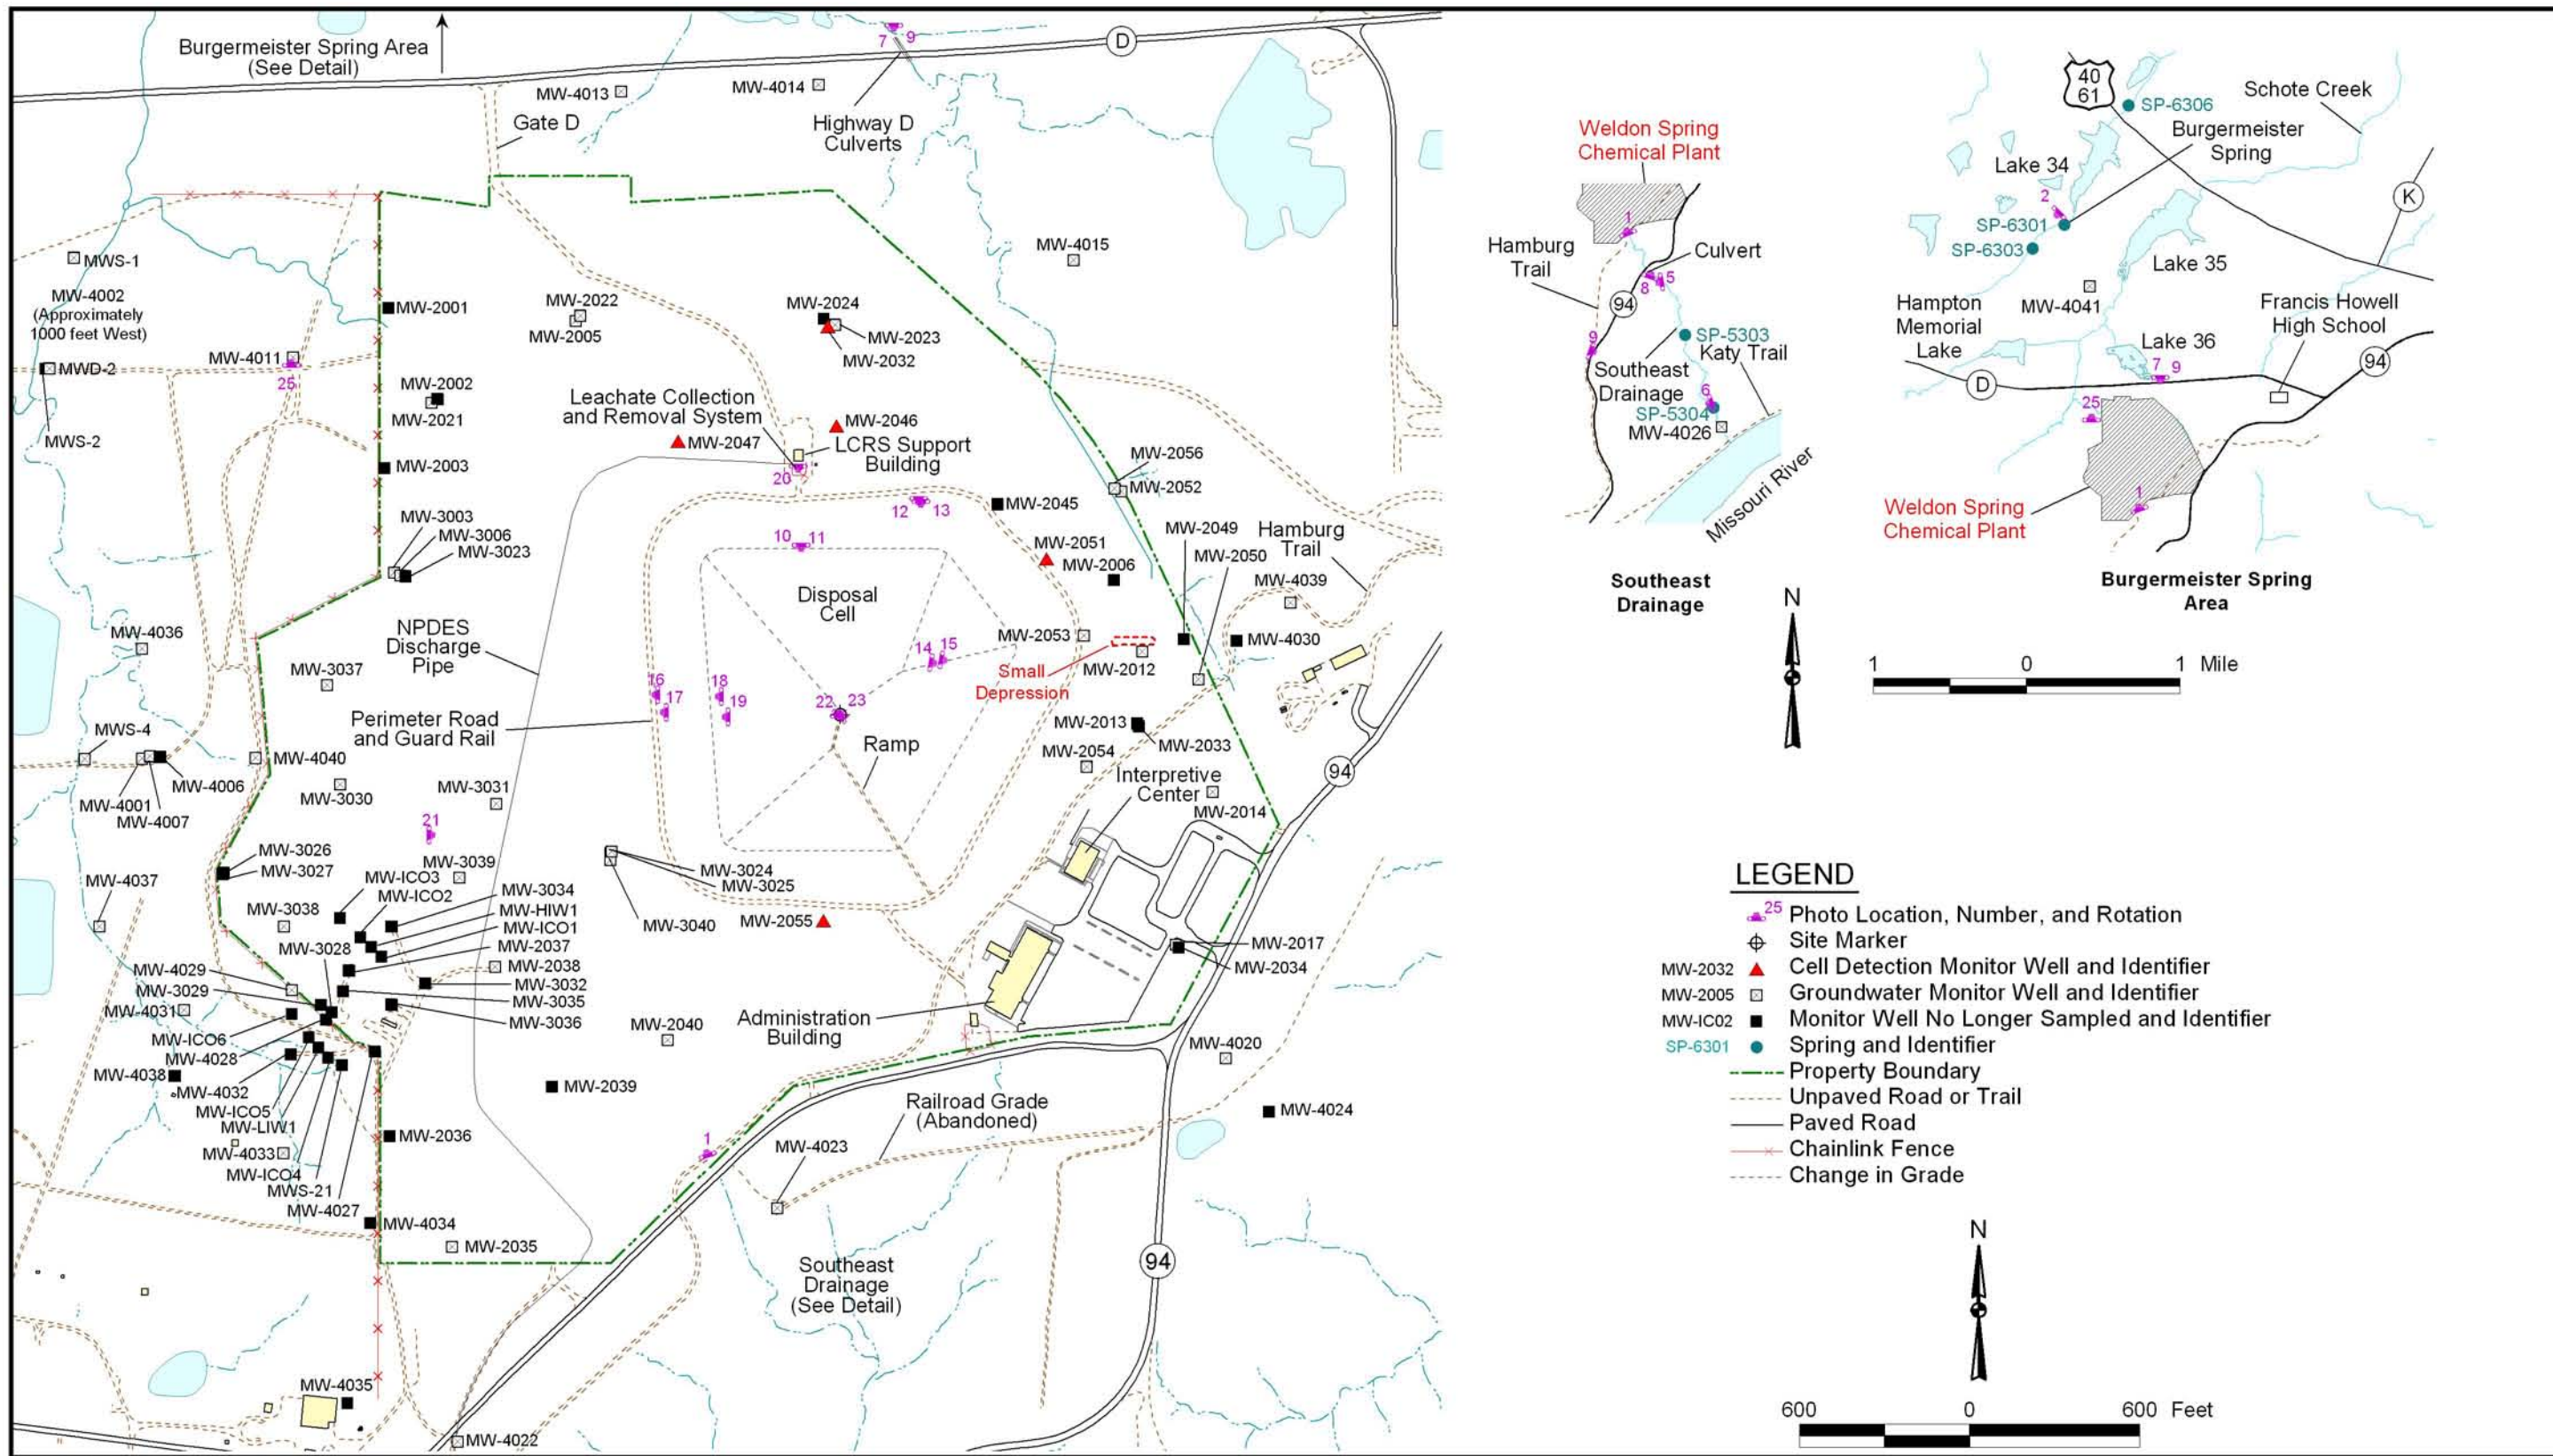 Burgermeister Spring Area
(See Detail)
7 9
D
MW-4013
MW-4014
Gate D
Highway D
Culverts
MWS-1
MW-4002
(Approximately
1000 feet West)
MW-4015
MW-2001
MW-2022
MW-2005
MW-2024
MW-2023
MW-2032
MW-4011
25
MWD-2
MWS-2
MW-2002
MW-2021
MW-2003
Leachate Collection
and Removal System
MW-2047
MW-2046
LCRS Support
Building
20
MW-2056
MW-2052
MW-2045
12 13
10 11
MW-3003
MW-3006
MW-3023
MW-2051
MW-2006
MW-2049
MW-2050
Hamburg
Trail
MW-4039
Disposal
Cell
MW-4036
NPDES
Discharge
Pipe
MW-2053
MW-2012
MW-4030
Small
Depression
14 15
MW-3037
16
17
18
19
22 23
Perimeter Road
and Guard Rail
Ramp
MW-2013
MW-2033
MW-2054
MWS-4
MW-4006
MW-4001
MW-4007
MW-4040
MW-3030
MW-3031
Interpretive
Center
MW-2014
94
21
MW-3026
MW-3027
MW-3039
MW-ICO3
MW-ICO2
MW-3024
MW-3025
MW-4037
MW-3038
MW-3034
MW-HIW1
MW-ICO1
MW-2037
MW-3040
MW-2055
MW-3028
MW-2017
MW-2034
MW-4029
MW-3029
MW-4031
MW-2038
MW-3032
MW-3035
MW-3036
MW-ICO6
MW-4028
MW-2040
Administration
Building
MW-4020
MW-4038
MW-4032
MW-2039
MW-ICO5
MW-LIW1
MW-2036
Railroad Grade
(Abandoned)
MW-4024
MW-4033
MW-ICO4
MWS-21
MW-4027
1
MW-4023
MW-4034
MW-2035
Southeast
Drainage
(See Detail)
94
MW-4035
MW-4022
Weldon Spring
Chemical Plant
1
Hamburg
Trail
Culvert
5
8
94
SP-5303
9
Katy Trail
Southeast
Drainage
6
SP-5304
MW-4026
Missouri River
Southeast
Drainage
40
61
SP-6306
Schote Creek
Burgermeister
Spring
Lake 34
2
K
SP-6301
SP-6303
Lake 35
MW-4041
Hampton
Memorial
Lake
Francis Howell
High School
Lake 36
7 9
94
D
25
Weldon Spring
Chemical Plant
1
Burgermeister Spring
Area
N
1 0 1 Mile
LEGEND
25 Photo Location, Number, and Rotation
Site Marker
MW-2032 Cell Detection Monitor Well and Identifier
MW-2005 Groundwater Monitor Well and Identifier
MW-IC02 Monitor Well No Longer Sampled and Identifier
SP-6301 Spring and Identifier
Property Boundary
Unpaved Road or Trail
Paved Road
Chainlink Fence
Change in Grade
N
600 0 600 Feet